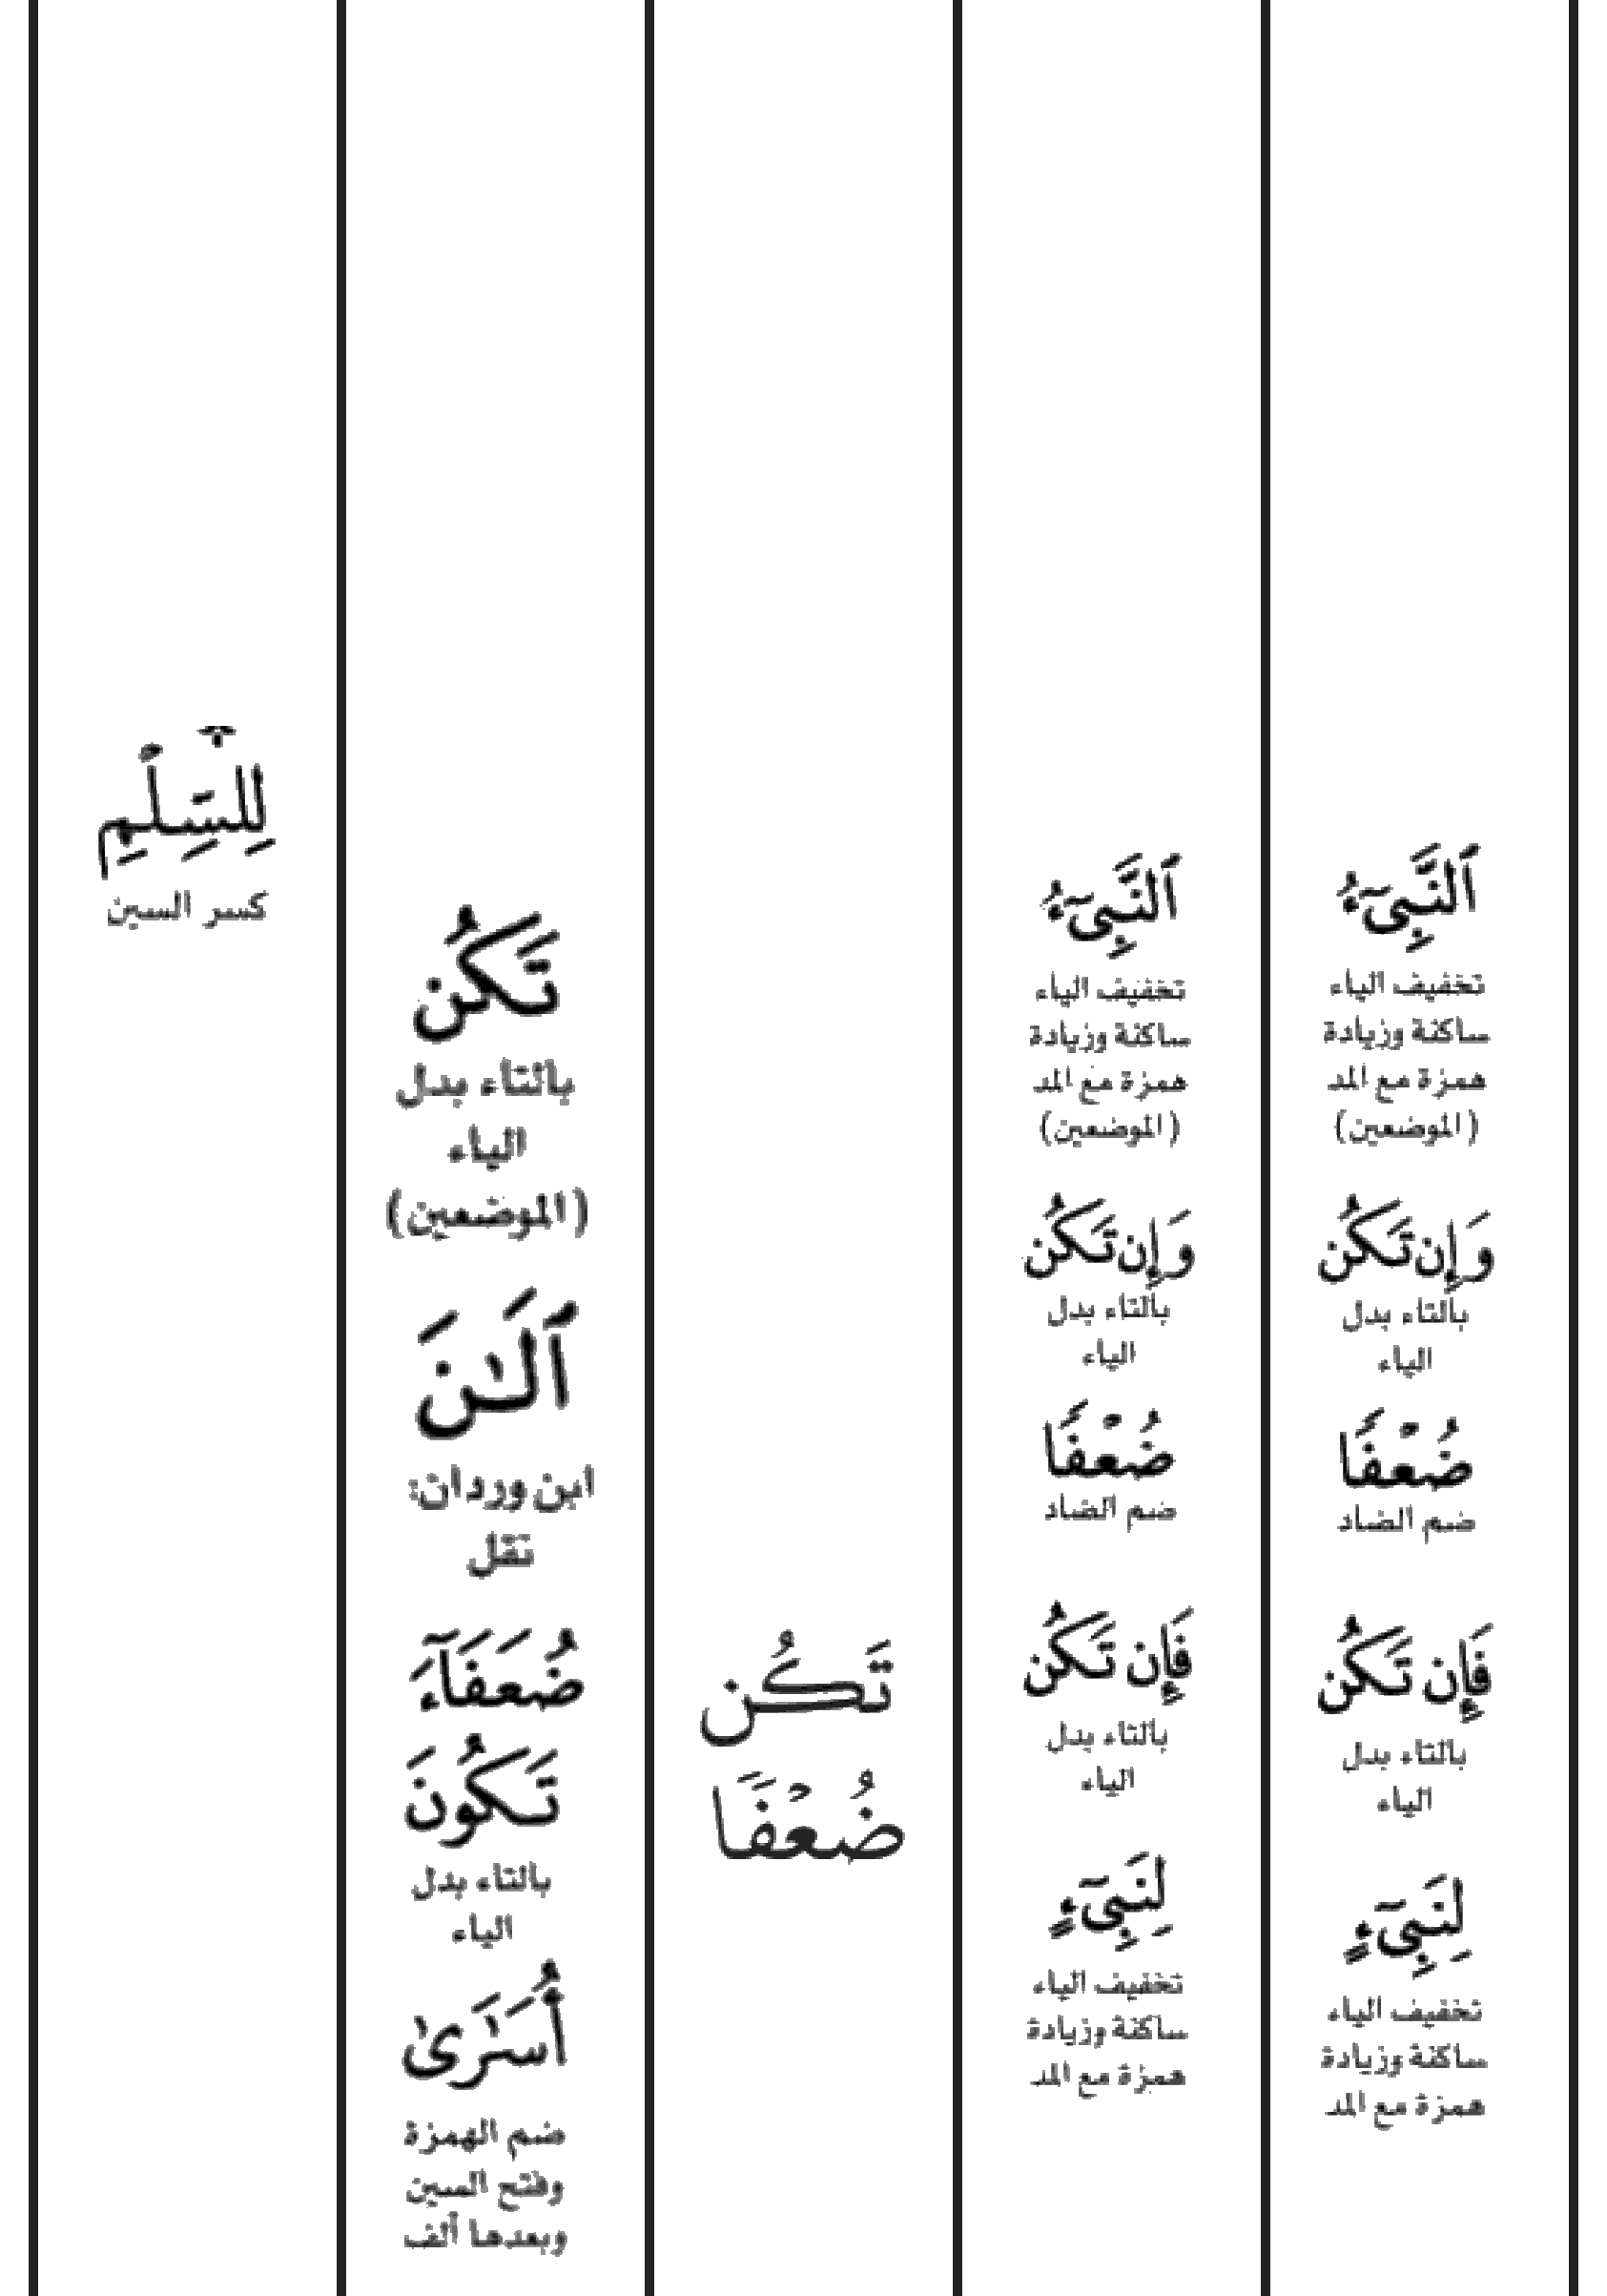 ٱلنَّبِىٓءُ
تخفيف الياء
ساكنة وزيادة
همزة مع المد
(الموضعين)
وَإِن تَكُن
بالتاء بدل
الياء
ضُعْفًا
ضم الضاد
فَإِن تَكُن
بالتاء بدل
الياء
لِنَبِىٓءٍ
تخفيف الياء
ساكنة وزيادة
همزة مع المد
ٱلنَّبِىٓءُ
تخفيف الياء
ساكنة وزيادة
همزة مع المد
(الموضعين)
وَإِن تَكُن
بالتاء بدل
الياء
ضُعْفًا
ضم الضاد
فَإِن تَكُن
بالتاء بدل
الياء
لِنَبِىٓءٍ
تخفيف الياء
ساكنة وزيادة
همزة مع المد
تَكُن
ضُعْفًا
تَكُن
بالتاء بدل
الياء
(الموضعين)
ٱلَـٰنَ
ابن وردان:
نقل
ضُعَفَآءَ
تَكُونَ
بالتاء بدل
الياء
أُسَـٰرَىٰ
ضم الهمزة
وفتح السين
وبعدها ألف
لِلسِّلْمِ
كسر السين